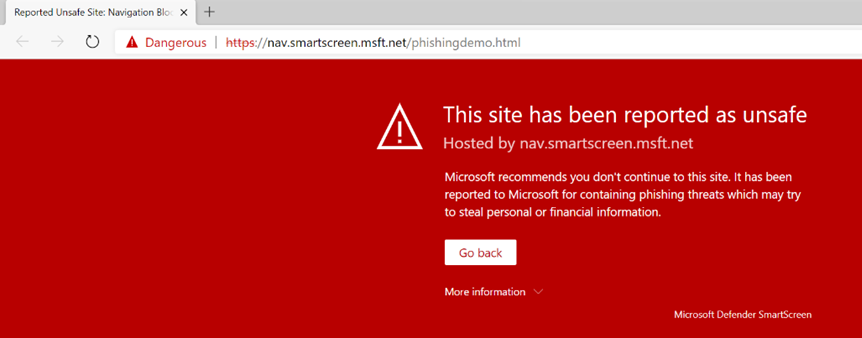 Reported Unsafe Site: Navigation Bloc
Dangerous | https://nav.smartscreen.msft.net/phishingdemo.html
This site has been reported as unsafe
Hosted by nav.smartscreen.msft.net
Microsoft recommends you don't continue to this site. It has been
reported to Microsoft for containing phishing threats which may try
to steal personal or financial information.
Go back
More information
Microsoft Defender SmartScreen